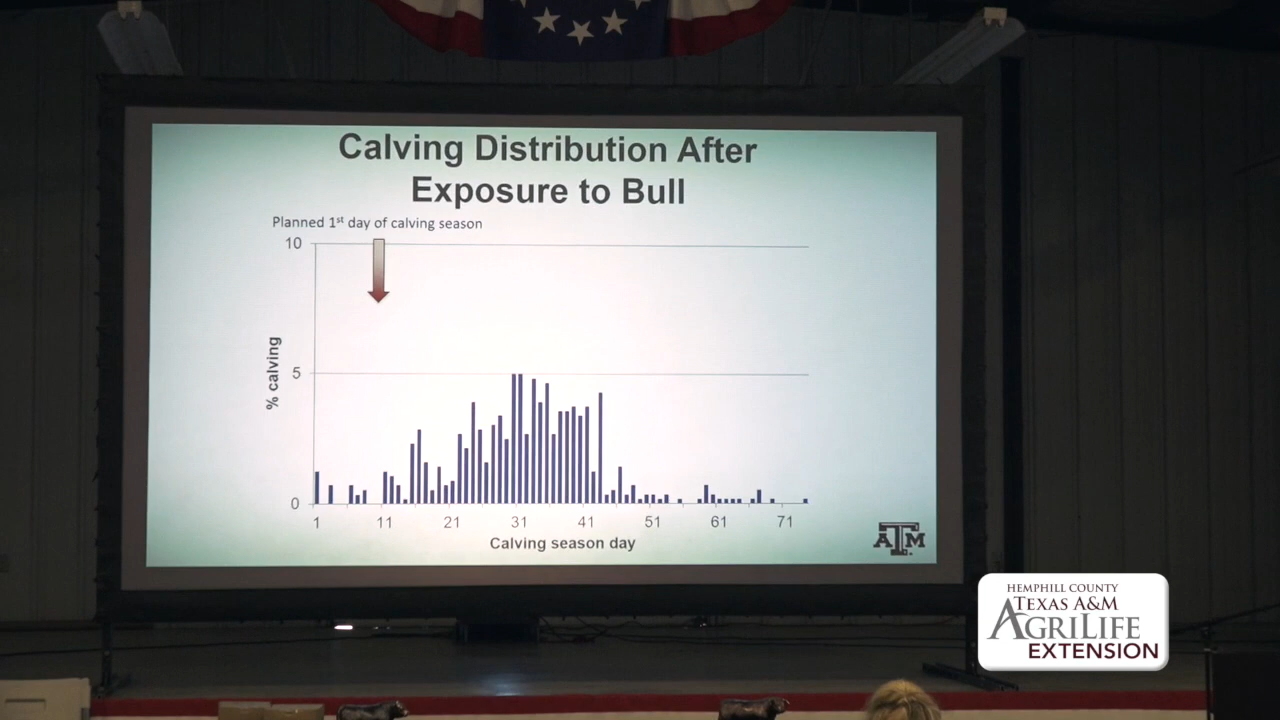 Calving Distribution After
Exposure to Bull
Planned 1st day of calving season
10
5
0
% calving
1 11 21 31 41 51 61 71
Calving season day
ATM
HEMPHILL COUNTY
TEXAS A&M
AGRILIFE
EXTENSION